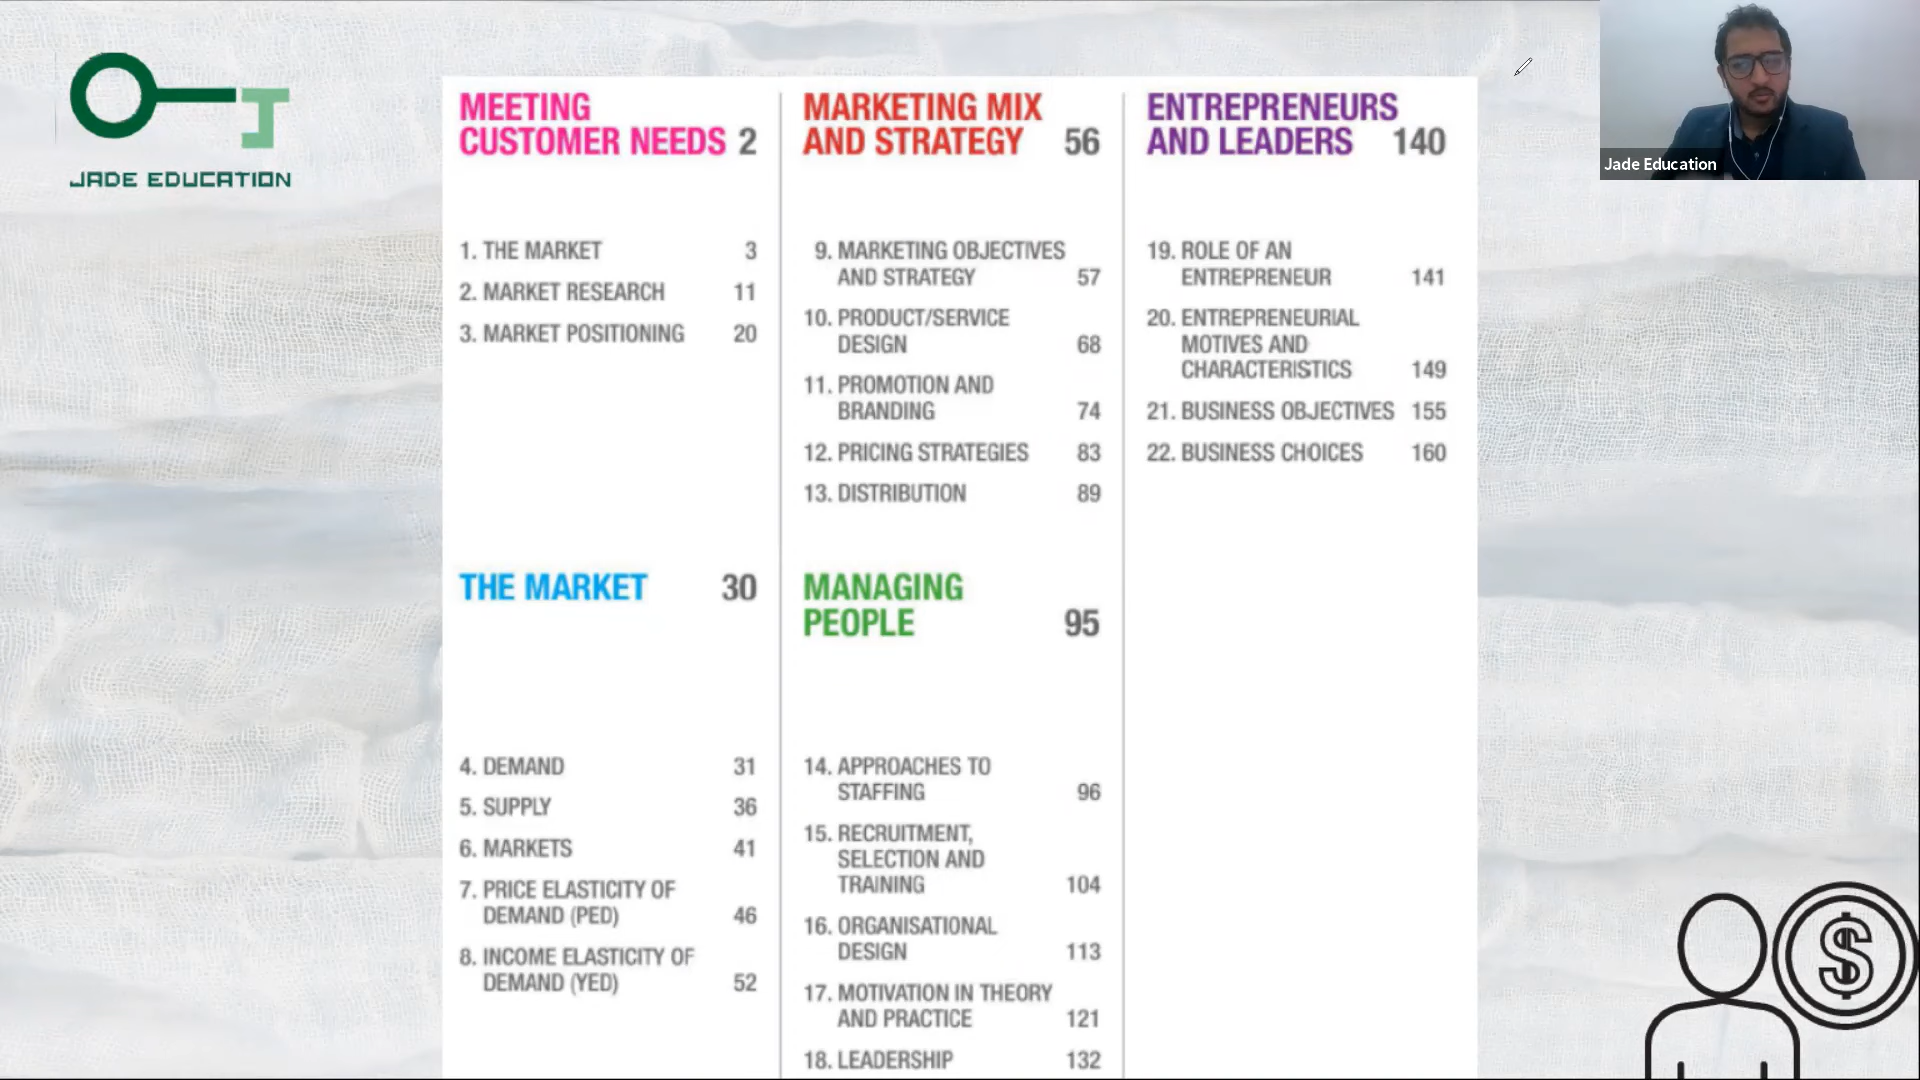 JADE EDUCATION
MEETING
CUSTOMER NEEDS 2
1. THE MARKET 3
2. MARKET RESEARCH 11
3. MARKET POSITIONING 20
THE MARKET 30
4. DEMAND 31
5. SUPPLY 36
6. MARKETS 41
7. PRICE ELASTICITY OF
DEMAND (PED) 46
8. INCOME ELASTICITY OF
DEMAND (YED) 52
MARKETING MIX
AND STRATEGY 56
9. MARKETING OBJECTIVES
AND STRATEGY 57
10. PRODUCT/SERVICE
DESIGN 68
11. PROMOTION AND
BRANDING 74
12. PRICING STRATEGIES 83
13. DISTRIBUTION 89
MANAGING
PEOPLE 95
14. APPROACHES TO
STAFFING 96
15. RECRUITMENT,
SELECTION AND
TRAINING 104
16. ORGANISATIONAL
DESIGN 113
17. MOTIVATION IN THEORY
AND PRACTICE 121
18. LEADERSHIP 132
ENTREPRENEURS
AND LEADERS 140
19. ROLE OF AN
ENTREPRENEUR 141
20. ENTREPRENEURIAL
MOTIVES AND
CHARACTERISTICS 149
21. BUSINESS OBJECTIVES 155
22. BUSINESS CHOICES 160
Jade Education
$